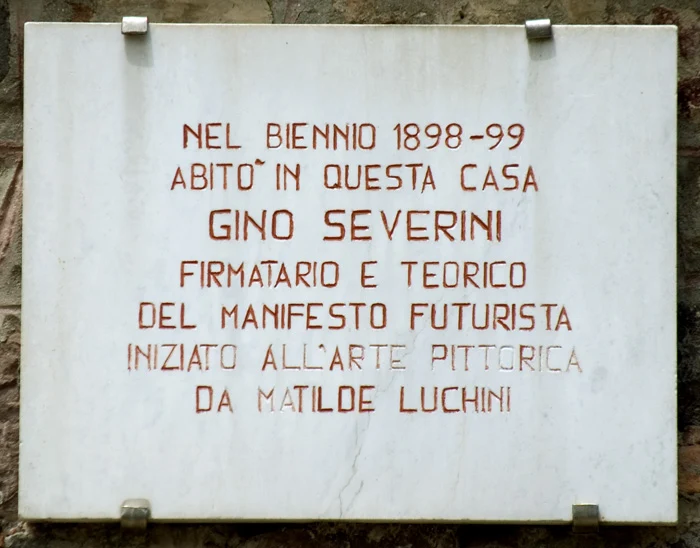 NEL BIENNIO 1898-99
ABITO` IN QUESTA CASA
GINO SEVERINI
FIRMATARIO E TEORICO
DEL MANIFESTO FUTURISTA
INIZIATO ALL'ARTE PITTORICA
DA MATILDE LUCHINI